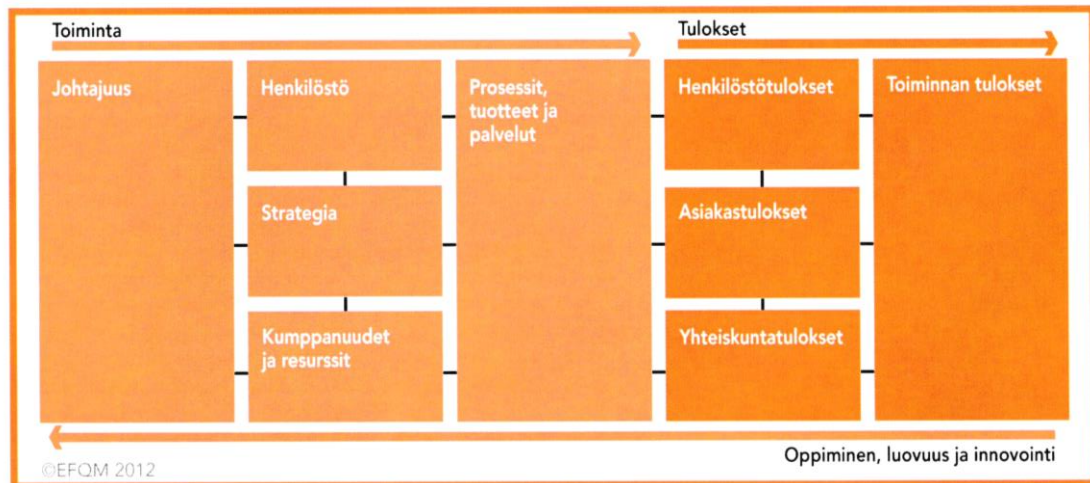 Toiminta
Tulokset
Johtajuus
Henkilöstö
Prosessit,
tuotteet ja
palvelut
Henkilöstötulokset
Toiminnan tulokset
Strategia
Asiakastulokset
Kumppanuudet
ja resurssit
Yhteiskuntatulokset
Oppiminen, luovuus ja innovointi
©EFQM 2012